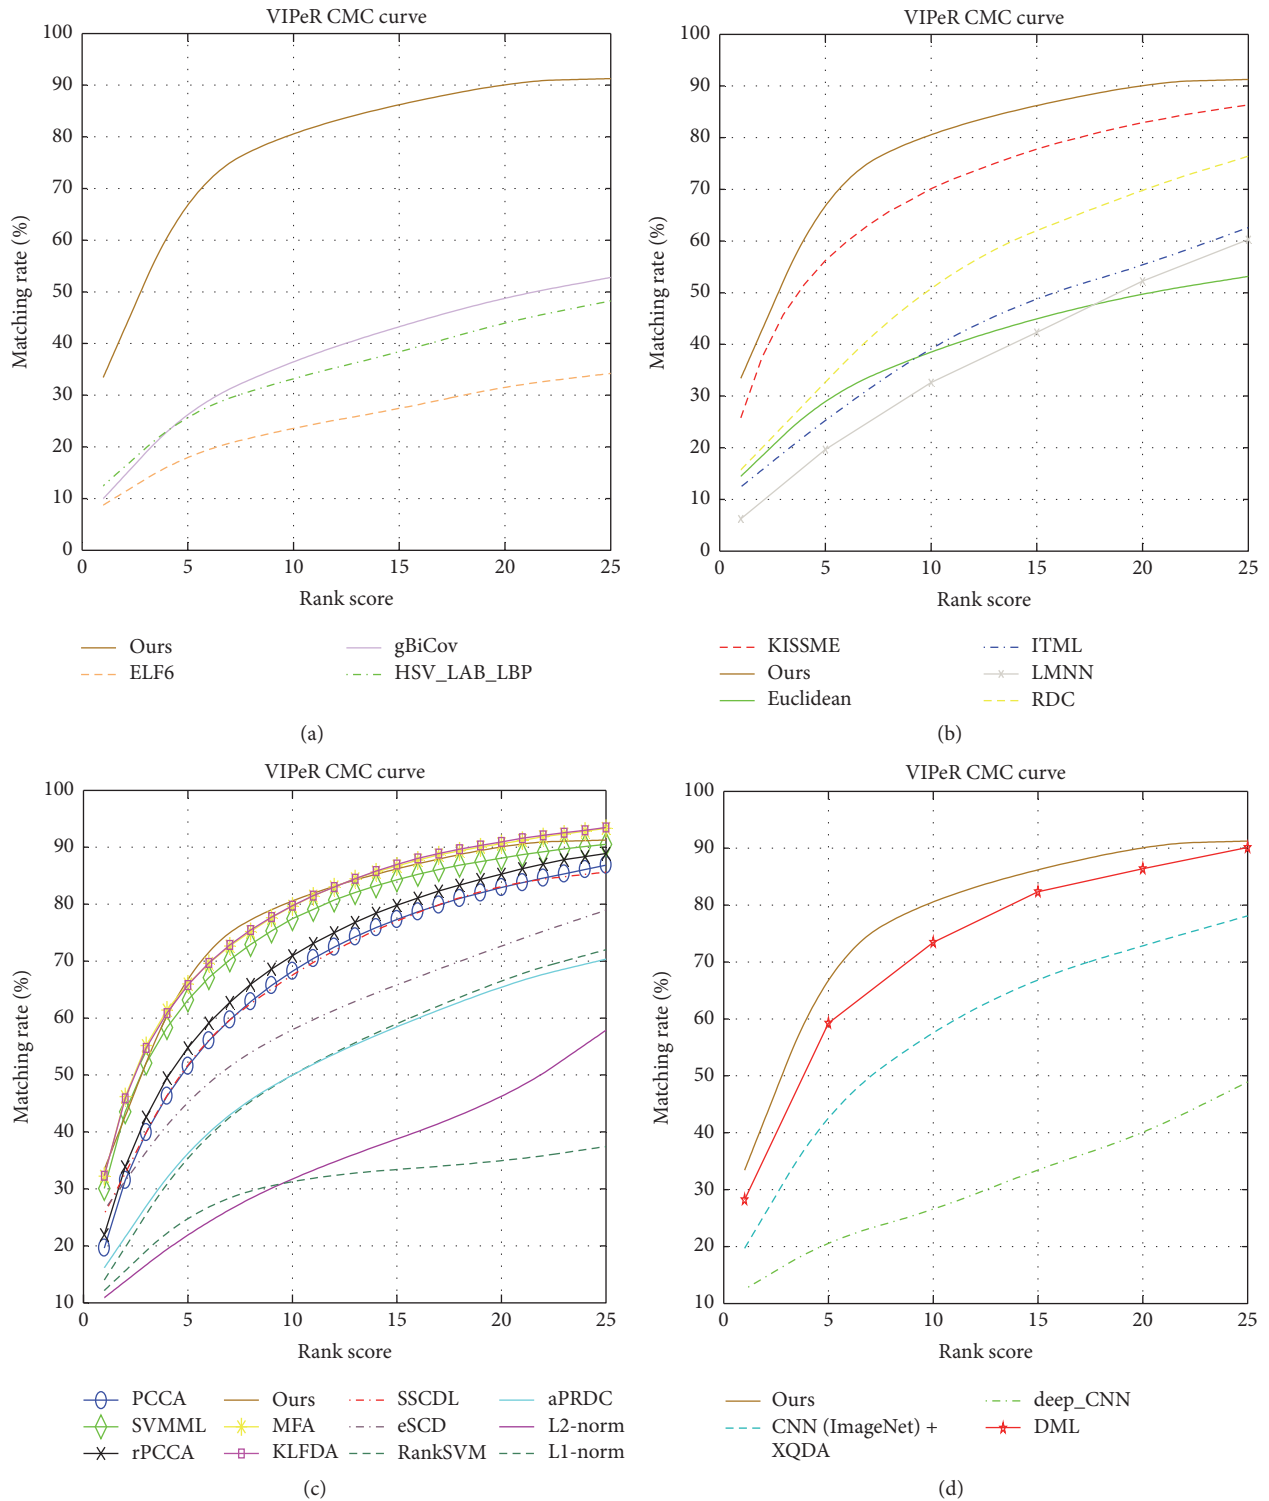 VIPeR CMC curve
100
90
80
70
60
50
40
30
20
10
0
Matching rate (%)
0 5 10 15 20 25
Rank score
Ours gBiCov
ELF6 HSV_LAB_LBP
(a)
VIPeR CMC curve
100
90
80
70
60
50
40
30
20
10
0
Matching rate (%)
0 5 10 15 20 25
Rank score
KISSME ITML
Ours LMNN
Euclidean RDC
(b)
VIPeR CMC curve
100
90
80
70
60
50
40
30
20
10
Matching rate (%)
0 5 10 15 20 25
Rank score
PCCA Ours SSCDL aPRDC
SVMML MFA eSCD L2-norm
rPCCA KLFDA RankSVM L1-norm
(c)
VIPeR CMC curve
100
90
80
70
60
50
40
30
20
10
Matching rate (%)
0 5 10 15 20 25
Rank score
Ours deep_CNN
CNN (ImageNet) + DML
XQDA
(d)